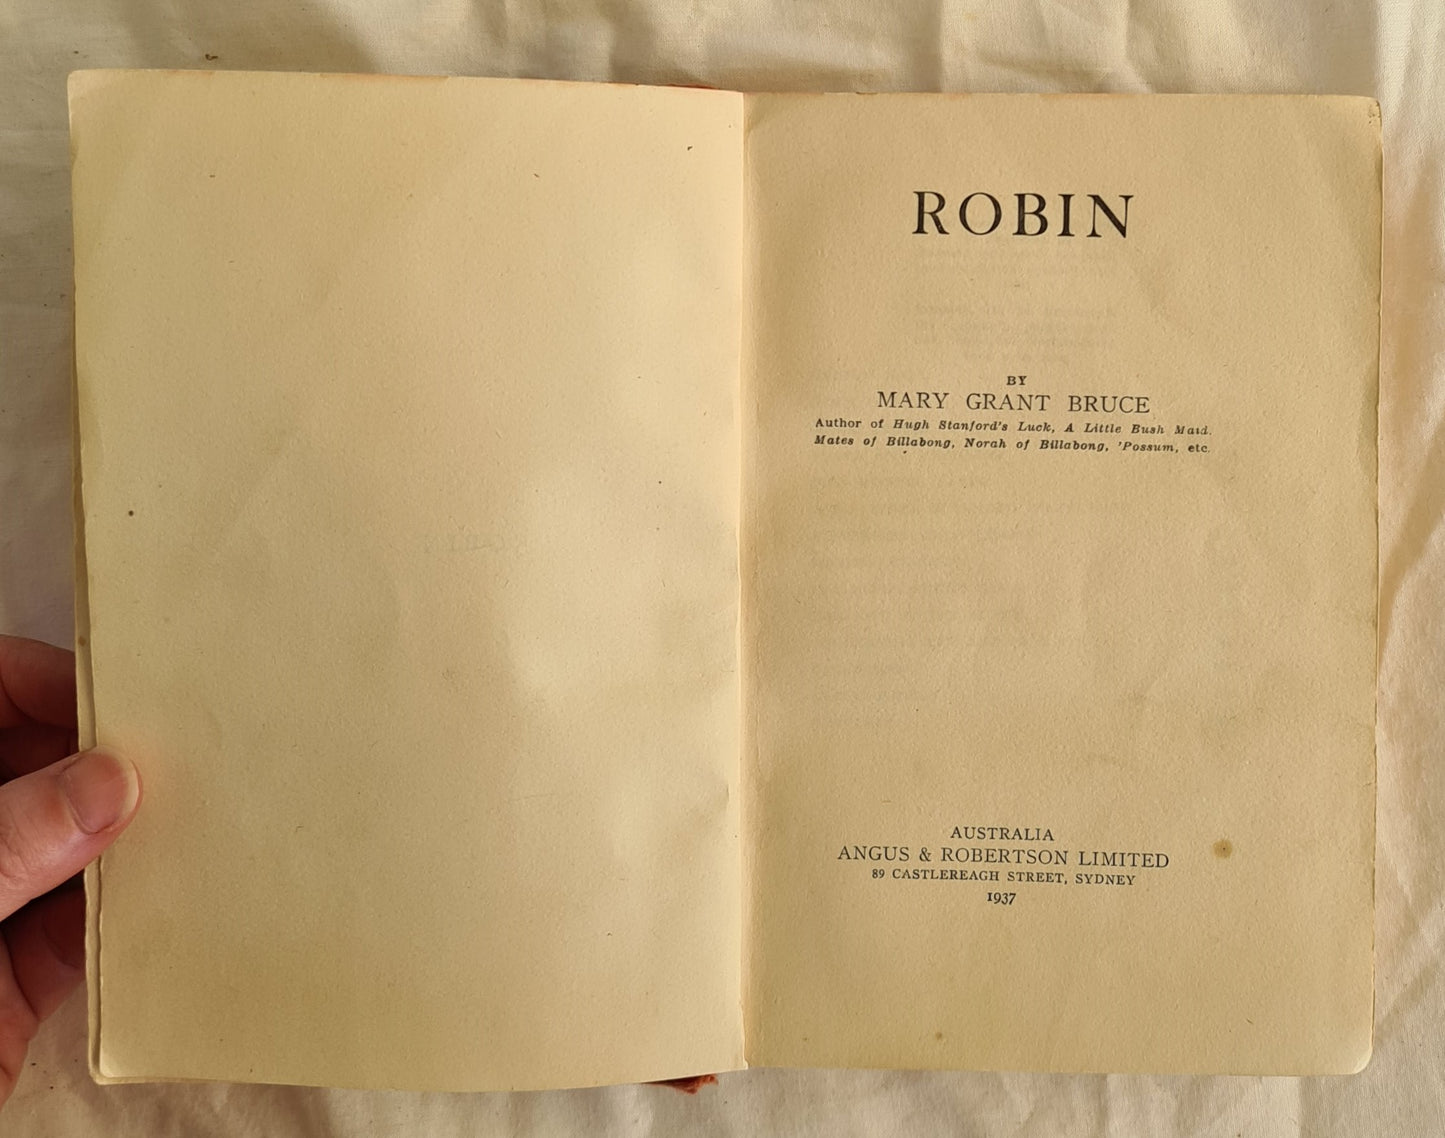 ROBIN
BY
MARY GRANT BRUCE
Author of Hugh Stanford's Luck, A Little Bush Maid.
Mates of Billabong, Norah of Billabong, 'Possum, etc.
AUSTRALIA
ANGUS & ROBERTSON LIMITED
89 CASTLEREAGH STREET, SYDNEY
1937